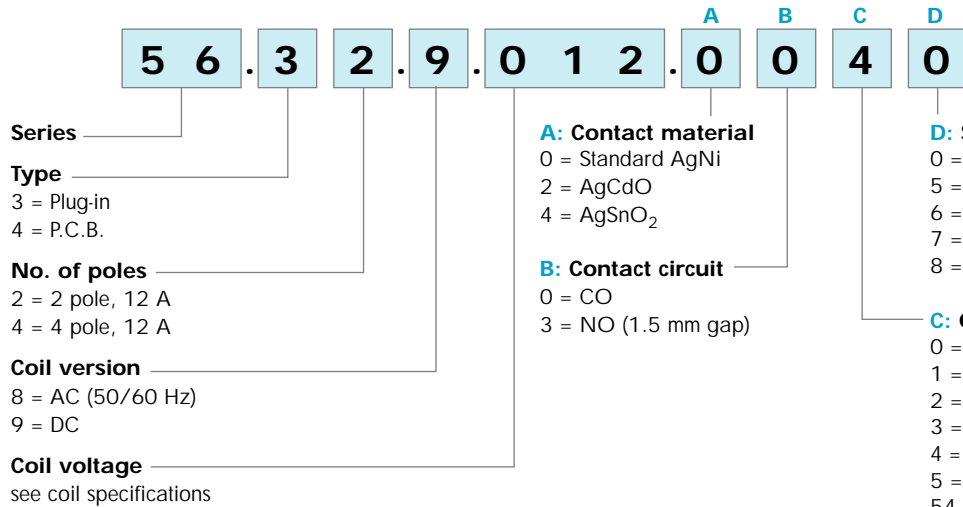 A B C D
5 6 . 3 2 . 9 . 0 1 2 . 0 0 4 0
Series
Type
3 = Plug-in
4 = P.C.B.
No. of poles
2 = 2 pole, 12 A
4 = 4 pole, 12 A
Coil version
8 = AC (50/60 Hz)
9 = DC
Coil voltage
see coil specifications
A: Contact material
0 = Standard AgNi
2 = AgCdO
4 = AgSnO₂
B: Contact circuit
0 = CO
3 = NO (1.5 mm gap)
D:
0 =
5 =
6 =
7 =
8 =
C:
0 =
1 =
2 =
3 =
4 =
5 =